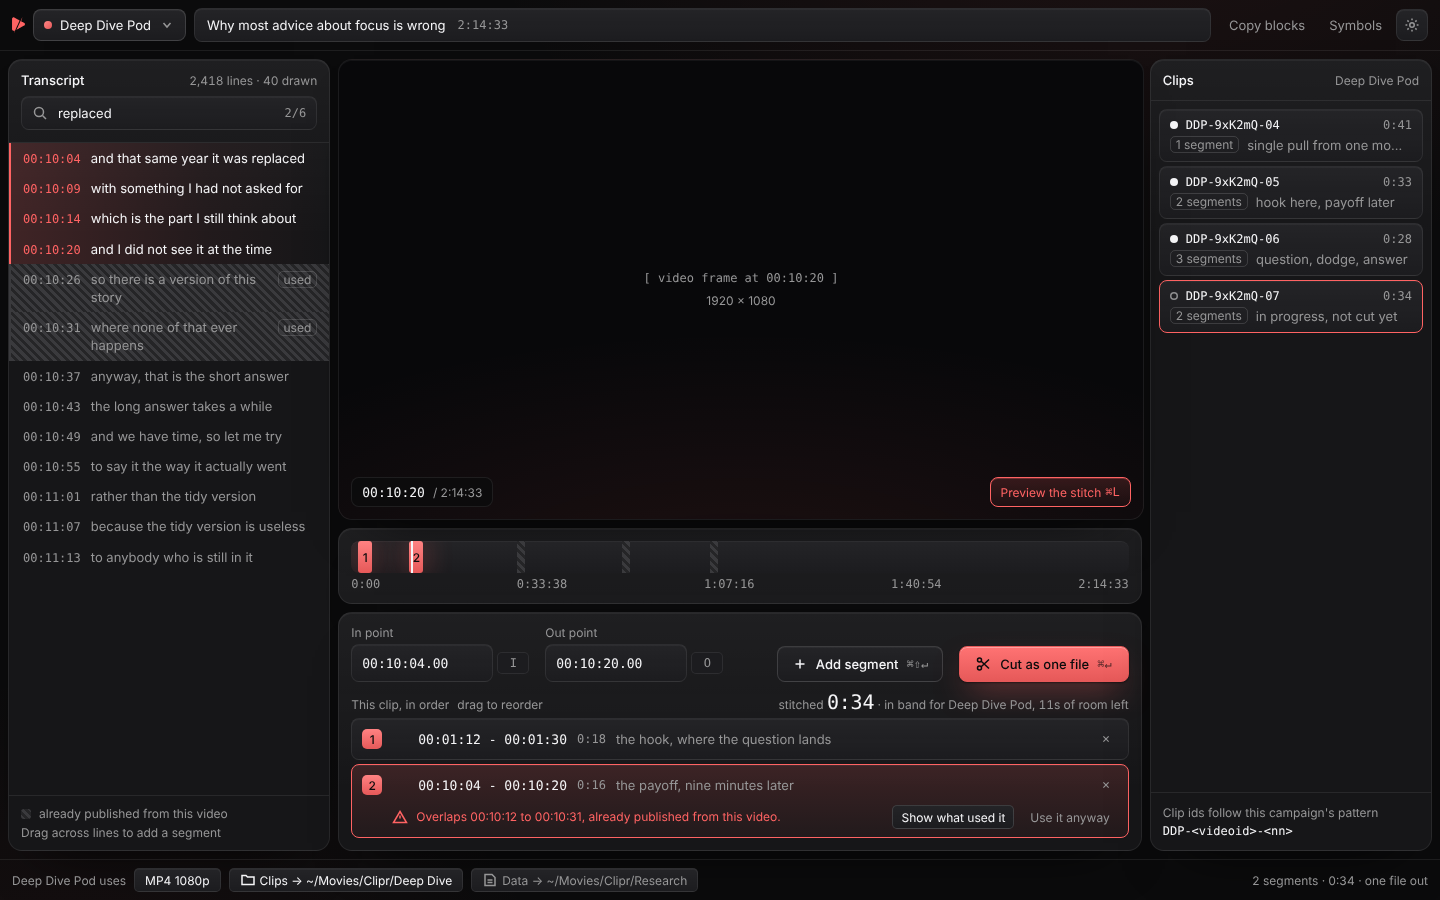 Deep Dive Pod
Why most advice about focus is wrong 2:14:33
Copy blocks Symbols
Transcript 2,418 lines · 40 drawn
replaced 2/6
00:10:04 and that same year it was replaced
00:10:09 with something I had not asked for
00:10:14 which is the part I still think about
00:10:20 and I did not see it at the time
00:10:26 so there is a version of this used
story
00:10:31 where none of that ever used
happens
00:10:37 anyway, that is the short answer
00:10:43 the long answer takes a while
00:10:49 and we have time, so let me try
00:10:55 to say it the way it actually went
00:11:01 rather than the tidy version
00:11:07 because the tidy version is useless
00:11:13 to anybody who is still in it
already published from this video
Drag across lines to add a segment
[ video frame at 00:10:20 ]
1920 × 1080
00:10:20 / 2:14:33
Preview the stitch ⌘L
1 2
0:00 0:33:38 1:07:16 1:40:54 2:14:33
In point Out point
00:10:04.00 I 00:10:20.00 O
+ Add segment ⌘⇧↵
Cut as one file ⌘↵
This clip, in order drag to reorder
stitched 0:34 · in band for Deep Dive Pod, 11s of room left
1 00:01:12 - 00:01:30 0:18 the hook, where the question lands ×
2 00:10:04 - 00:10:20 0:16 the payoff, nine minutes later ×
Overlaps 00:10:12 to 00:10:31, already published from this video.
Show what used it Use it anyway
Clips Deep Dive Pod
DDP-9xK2mQ-04 0:41
1 segment single pull from one mo…
DDP-9xK2mQ-05 0:33
2 segments hook here, payoff later
DDP-9xK2mQ-06 0:28
3 segments question, dodge, answer
DDP-9xK2mQ-07 0:34
2 segments in progress, not cut yet
Clip ids follow this campaign's pattern
DDP-<videoid>-<nn>
Deep Dive Pod uses MP4 1080p Clips → ~/Movies/Clipr/Deep Dive Data → ~/Movies/Clipr/Research
2 segments · 0:34 · one file out